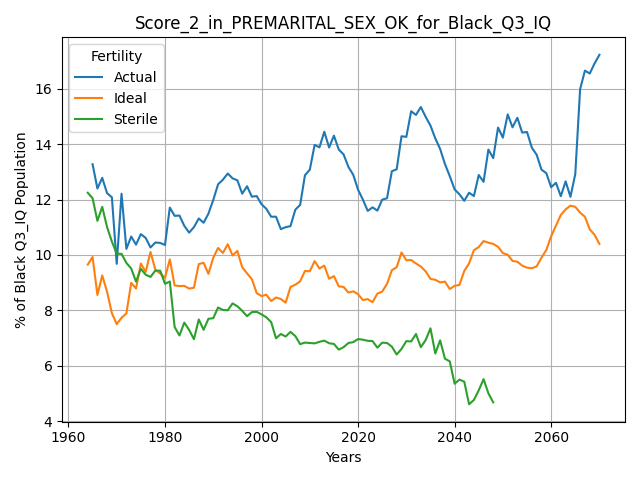 Score_2_in_PREMARITAL_SEX_OK_for_Black_Q3_IQ
Fertility
Actual
Ideal
Sterile
% of Black Q3_IQ Population
16
14
12
10
8
6
4
1960
1980
2000
2020
2040
2060
Years